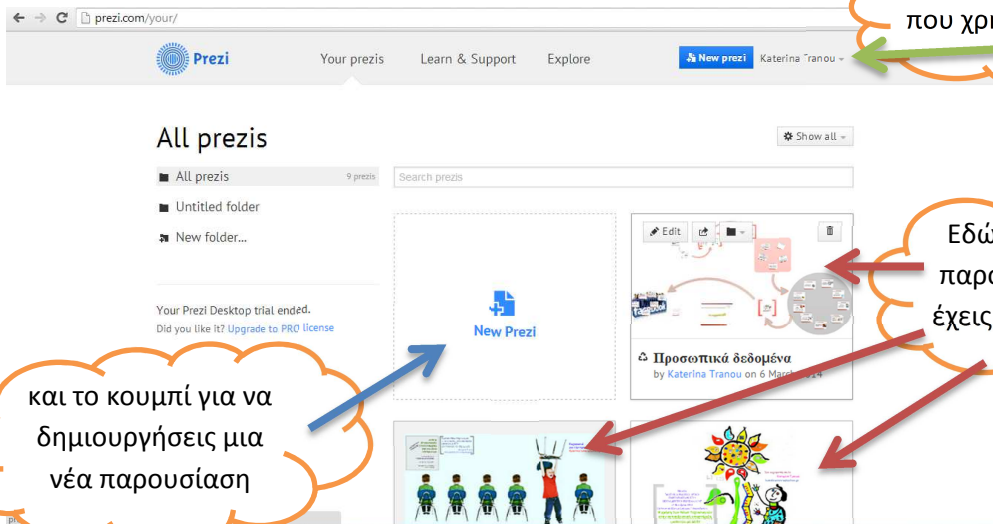 prezi.com/your/
που
Prezi
Your prezis
Learn & Support
Explore
New prezi
Katerina Tranou
All prezis
Show all
All prezis
9 prezis
Search prezis
Untitled folder
New folder...
Edit
Εδώ
έχεις
Your Prezi Desktop trial ended.
Did you like it? Upgrade to PRO license
New Prezi
Προσωπικά δεδομένα
by Katerina Tranou on 6 March 2014
και το κουμπί για να
δημιουργήσεις μια
νέα παρουσίαση